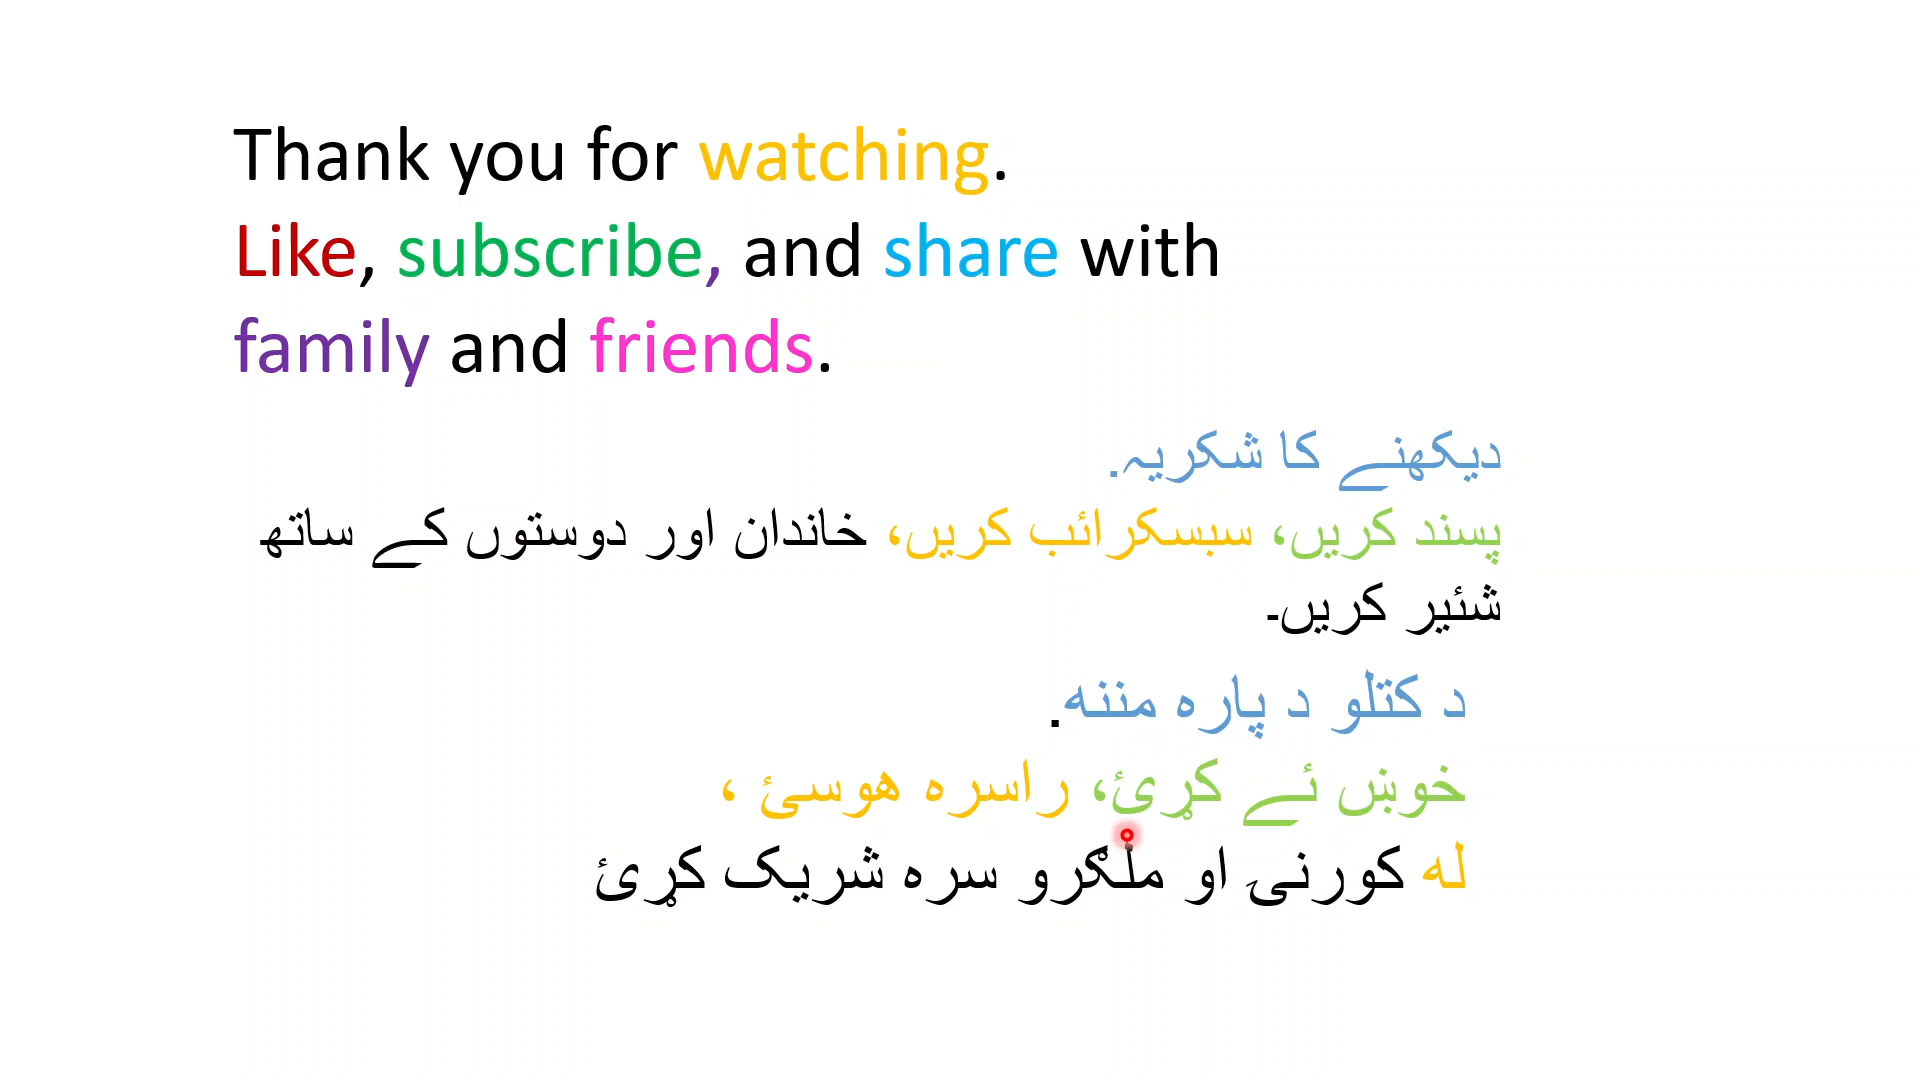 Thank you for watching.
Like, subscribe, and share with
family and friends.
دیکھنے کا شکریہ.
پسند کریں، سبسکرائب کریں، خاندان اور دوستوں کے ساتھ
شئیر کریں۔
د کتلو د پاره مننه.
خوښ ئے کړئ، راسره هوسئ ،
له کورنۍ او ملګرو سره شریک کړئ